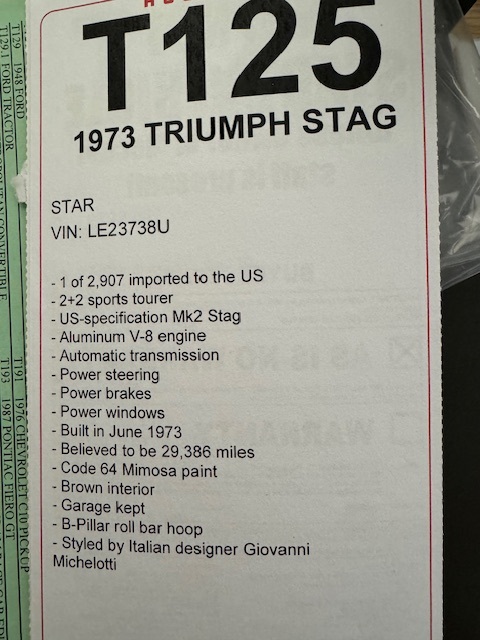 T125
1973 TRIUMPH STAG
STAR
VIN: LE23738U
- 1 of 2,907 imported to the US
- 2+2 sports tourer
- US-specification Mk2 Stag
- Aluminum V-8 engine
- Automatic transmission
- Power steering
- Power brakes
- Power windows
- Built in June 1973
- Believed to be 29,386 miles
- Code 64 Mimosa paint
- Brown interior
- Garage kept
- B-Pillar roll bar hoop
- Styled by Italian designer Giovanni
Michelotti
T129 1948 FORD
T129.1 FORD TRACTOR
CONVERTIBLE
T191 1976 CHEVROLET C10 PICKUP
T193 1987 PONTIAC FIERO GT